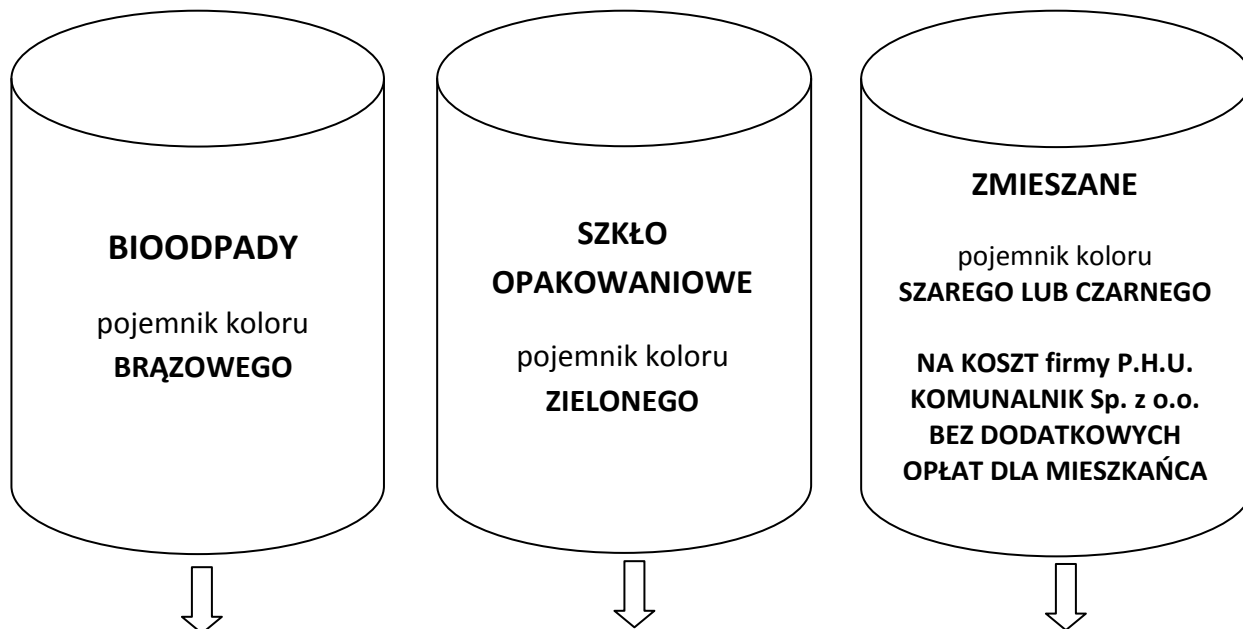 BIOODPADY
pojemnik koloru
BRĄZOWEGO
SZKŁO
OPAKOWANIOWE
pojemnik koloru
ZIELONEGO
ZMIESZANE
pojemnik koloru
SZAREGO LUB CZARNEGO
NA KOSZT firmy P.H.U.
KOMUNALNIK Sp. z o.o.
BEZ DODATKOWYCH
OPŁAT DLA MIESZKAŃCA